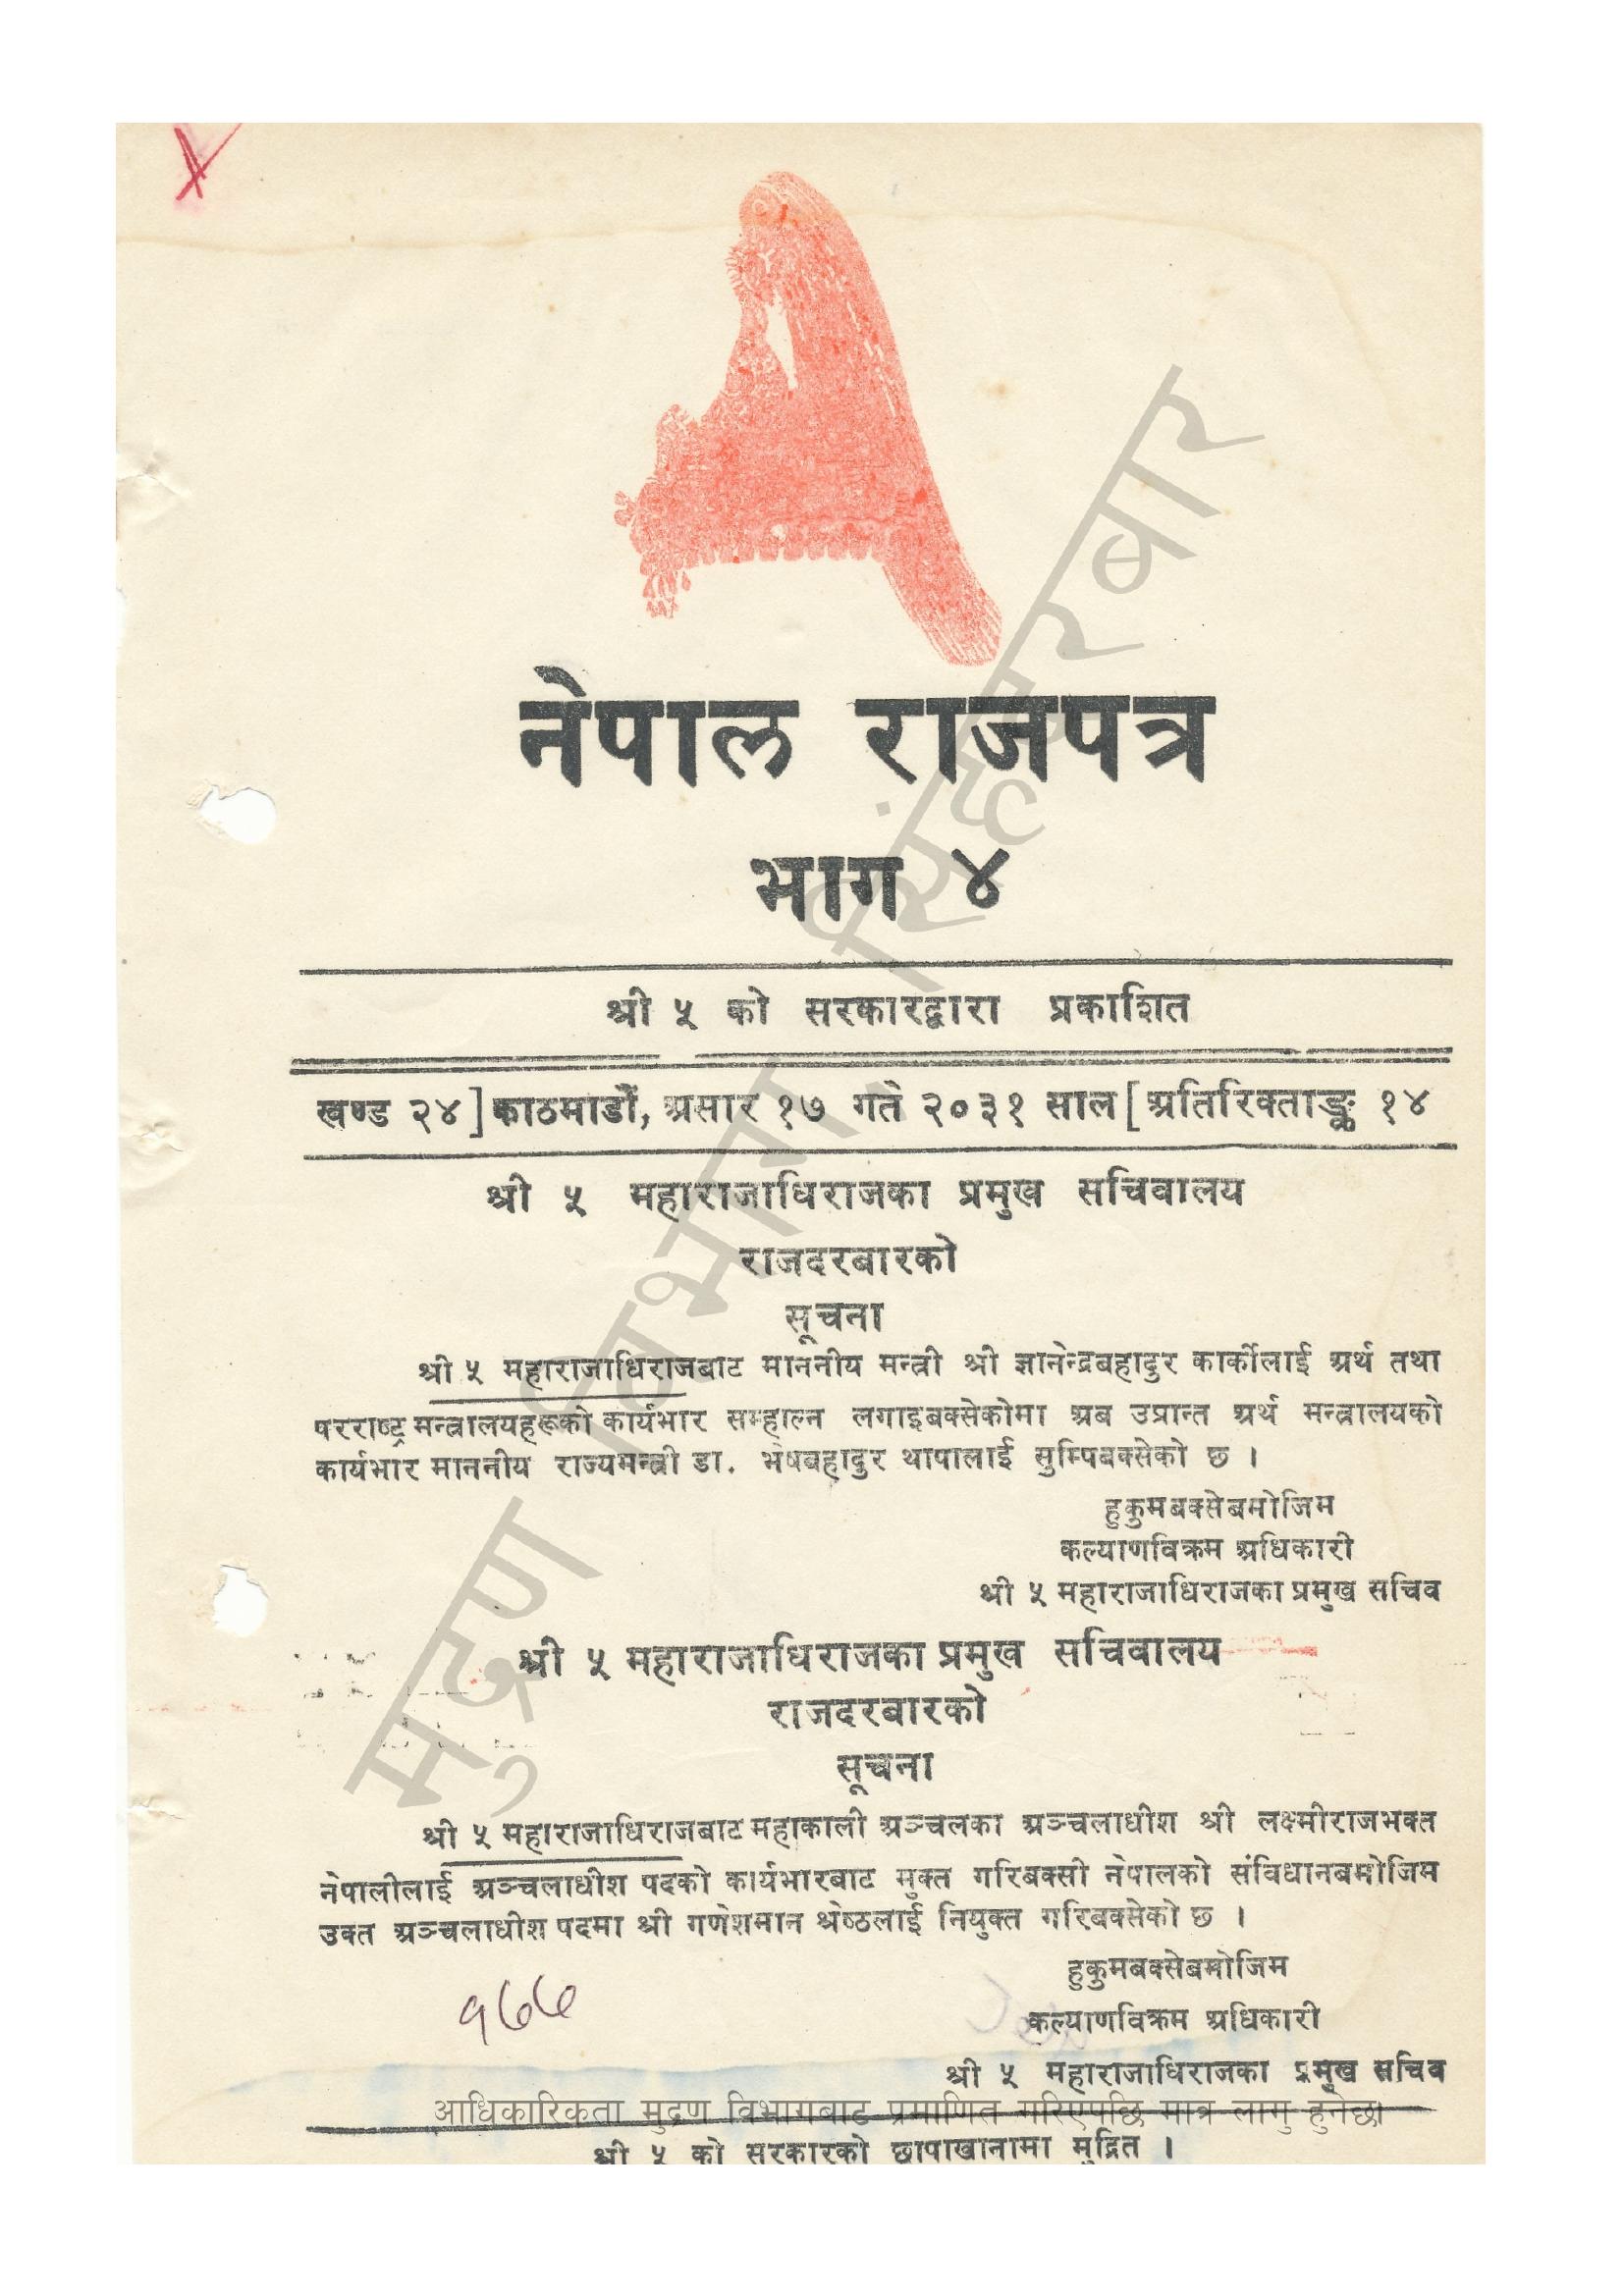 नेपाल राजपत्र
भाग ४
श्री ५ को सरकारद्वारा प्रकाशित
खण्ड २४] काठमाडौं, असार १७ गते २०३१ साल [अतिरिक्ताङ्क १४
श्री ५ महाराजाधिराजका प्रमुख सचिवालय
राजदरबारको
सूचना
श्री ५ महाराजाधिराजबाट माननीय मन्त्री श्री ज्ञानेन्द्रबहादुर कार्कीलाई अर्थ तथा
परराष्ट्र मन्त्रालयहरूको कार्यभार सम्हाल्न लगाइबक्सेकोमा अब उप्रान्त अर्थ मन्त्रालयको
कार्यभार माननीय राज्यमन्त्री डा. भेषबहादुर थापालाई सुम्पिबक्सेको छ ।
हुकुमबक्सेबमोजिम
कल्याणविक्रम अधिकारी
श्री ५ महाराजाधिराजका प्रमुख सचिव
श्री ५ महाराजाधिराजका प्रमुख सचिवालय
राजदरबारको
सूचना
श्री ५ महाराजाधिराजबाट महाकाली अञ्चलका अञ्चलाधीश श्री लक्ष्मीराजभक्त
नेपालीलाई अञ्चलाधीश पदको कार्यभारबाट मुक्त गरिबक्सी नेपालको संविधानबमोजिम
उक्त अञ्चलाधीश पदमा श्री गणेशमान श्रेष्ठलाई नियुक्त गरिबक्सेको छ ।
हुकुमबक्सेबमोजिम
१७७
कल्याणविक्रम अधिकारी
श्री ५ महाराजाधिराजका प्रमुख सचिव
आधिकारिकता मुद्रण विभागबाट प्रमाणित गरिएपछि मात्र लागु हुनेछ।
श्री ५ को सरकारको छापाखानामा मुद्रित ।
मुद्रण विभाग, सिंहदरबार